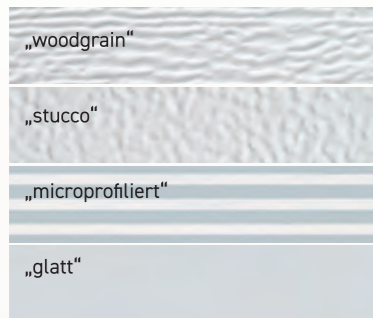 „woodgrain“
„stucco“
„microprofiliert“
„glatt“